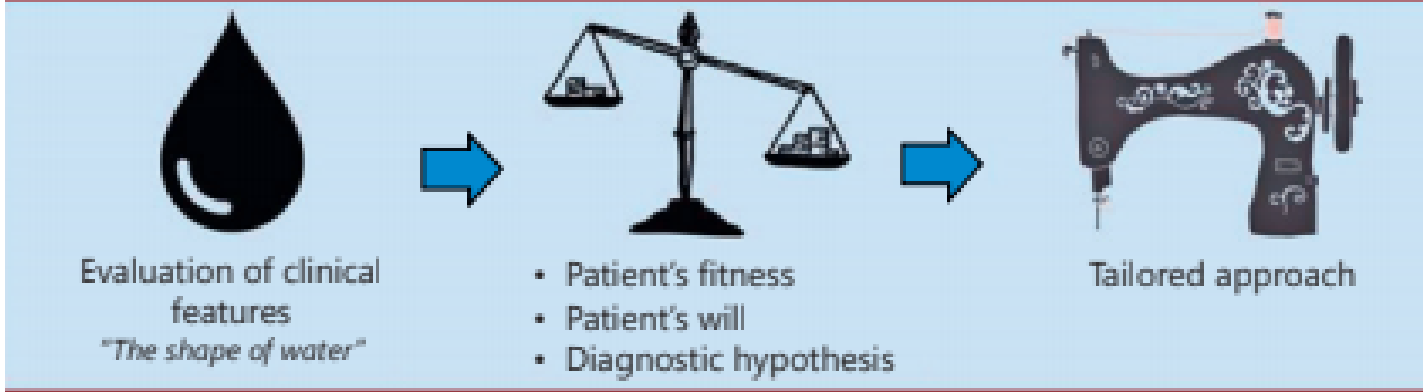 Evaluation of clinical
features
"The shape of water"
• Patient's fitness
• Patient's will
• Diagnostic hypothesis
Tailored approach